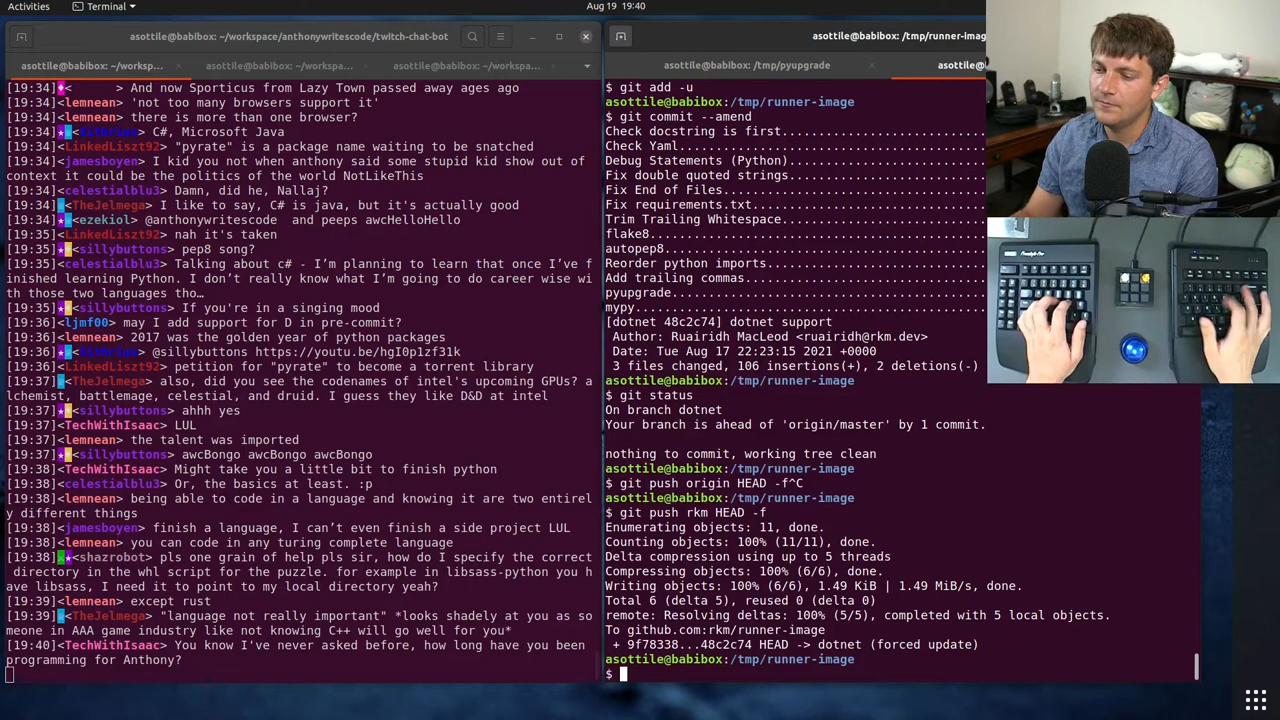 Activities
Terminal
Aug 19 19:40
asottile@babibox: ~/workspace/anthonywritescode/twitch-chat-bot
asottile@babibox: /tmp/runner-imag
asottile@babibox: ~/worksp…
asottile@babibox: ~/workspa…
asottile@babibox: ~/workspa…
asottile@babibox: /tmp/pyupgrade
asottile@
[19:34] < > And now Sporticus from Lazy Town passed away ages ago
[19:34]<lemnean> 'not too many browsers support it'
[19:34]<lemnean> there is more than one browser?
[19:34] C#, Microsoft Java
[19:34]<LinkedLiszt92> "pyrate" is a package name waiting to be snatched
[19:34]<jamesboyen> I kid you not when anthony said some stupid kid show out of
context it could be the politics of the world NotLikeThis
[19:34]<celestialblu3> Damn, did he, Nallaj?
[19:34]<TheJelmega> I like to say, C# is java, but it's actually good
[19:34]<ezekiol> @anthonywritescode  and peeps awcHelloHello
[19:35]<LinkedLiszt92> nah it's taken
[19:35]<sillybuttons> pep8 song?
[19:35]<celestialblu3> Talking about c# - I'm planning to learn that once I've f
inished learning Python. I don't really know what I'm going to do career wise wi
th those two languages tho…
[19:35]<sillybuttons> If you're in a singing mood
[19:36]<ljmf00> may I add support for D in pre-commit?
[19:36]<lemnean> 2017 was the golden year of python packages
[19:36] @sillybuttons https://youtu.be/hgI0p1zf31k
[19:36]<LinkedLiszt92> petition for "pyrate" to become a torrent library
[19:37]<TheJelmega> also, did you see the codenames of intel's upcoming GPUs? a
lchemist, battlemage, celestial, and druid. I guess they like D&D at intel
[19:37]<sillybuttons> ahhh yes
[19:37]<TechWithIsaac> LUL
[19:37]<lemnean> the talent was imported
[19:37]<sillybuttons> awcBongo awcBongo awcBongo
[19:38]<TechWithIsaac> Might take you a little bit to finish python
[19:38]<celestialblu3> Or, the basics at least. :p
[19:38]<lemnean> being able to code in a language and knowing it are two entirel
y different things
[19:38]<jamesboyen> finish a language, I can't even finish a side project LUL
[19:38]<lemnean> you can code in any turing complete language
[19:38]<shazrobot> pls one grain of help pls sir, how do I specify the correct
directory in the whl script for the puzzle. for example in libsass-python you h
ave libsass, I need it to point to my local directory yeah?
[19:39]<lemnean> except rust
[19:39]<TheJelmega> "language not really important" *looks shadely at you as so
meone in AAA game industry like not knowing C++ will go well for you*
[19:40]<TechWithIsaac> You know I've never asked before, how long have you been
programming for Anthony?
$ git add -u
asottile@babibox:/tmp/runner-image
$ git commit --amend
Check docstring is first.....................................
Check Yaml...................................................
Debug Statements (Python)....................................
Fix double quoted strings....................................
Fix End of Files.............................................
Fix requirements.txt.........................................
Trim Trailing Whitespace.....................................
flake8.......................................................
autopep8.....................................................
Reorder python imports.......................................
Add trailing commas..........................................
pyupgrade....................................................
mypy.........................................................
[dotnet 48c2c74] dotnet support
Author: Ruairidh MacLeod <ruairidh@rkm.dev>
Date: Tue Aug 17 22:23:15 2021 +0000
3 files changed, 106 insertions(+), 2 deletions(-)
asottile@babibox:/tmp/runner-image
$ git status
On branch dotnet
Your branch is ahead of 'origin/master' by 1 commit.
nothing to commit, working tree clean
asottile@babibox:/tmp/runner-image
$ git push origin HEAD -f^C
asottile@babibox:/tmp/runner-image
$ git push rkm HEAD -f
Enumerating objects: 11, done.
Counting objects: 100% (11/11), done.
Delta compression using up to 5 threads
Compressing objects: 100% (6/6), done.
Writing objects: 100% (6/6), 1.49 KiB | 1.49 MiB/s, done.
Total 6 (delta 5), reused 0 (delta 0)
remote: Resolving deltas: 100% (5/5), completed with 5 local objects.
To github.com:rkm/runner-image
+ 9f78338...48c2c74 HEAD -> dotnet (forced update)
asottile@babibox:/tmp/runner-image
$